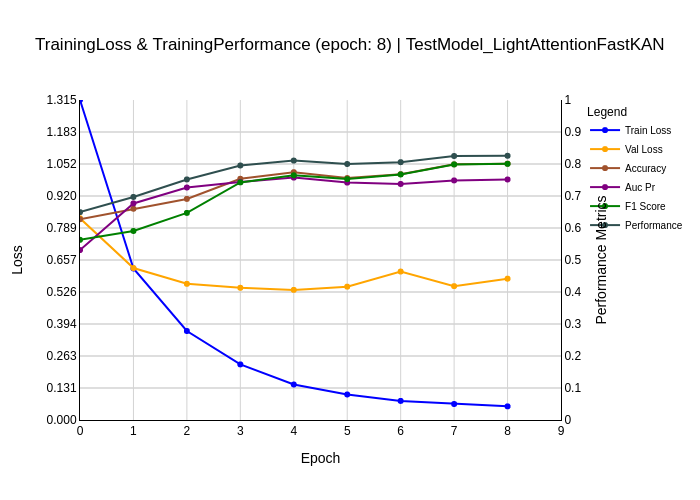 TrainingLoss & TrainingPerformance (epoch: 8) | TestModel_LightAttentionFastKAN
1.315
1.183
1.052
0.920
0.789
0.657
0.526
0.394
0.263
0.131
0.000
Loss
0 1 2 3 4 5 6 7 8 9
Epoch
1
0.9
0.8
0.7
0.6
0.5
0.4
0.3
0.2
0.1
0
Performance Metrics
Legend
Train Loss
Val Loss
Accuracy
Auc Pr
F1 Score
Performance